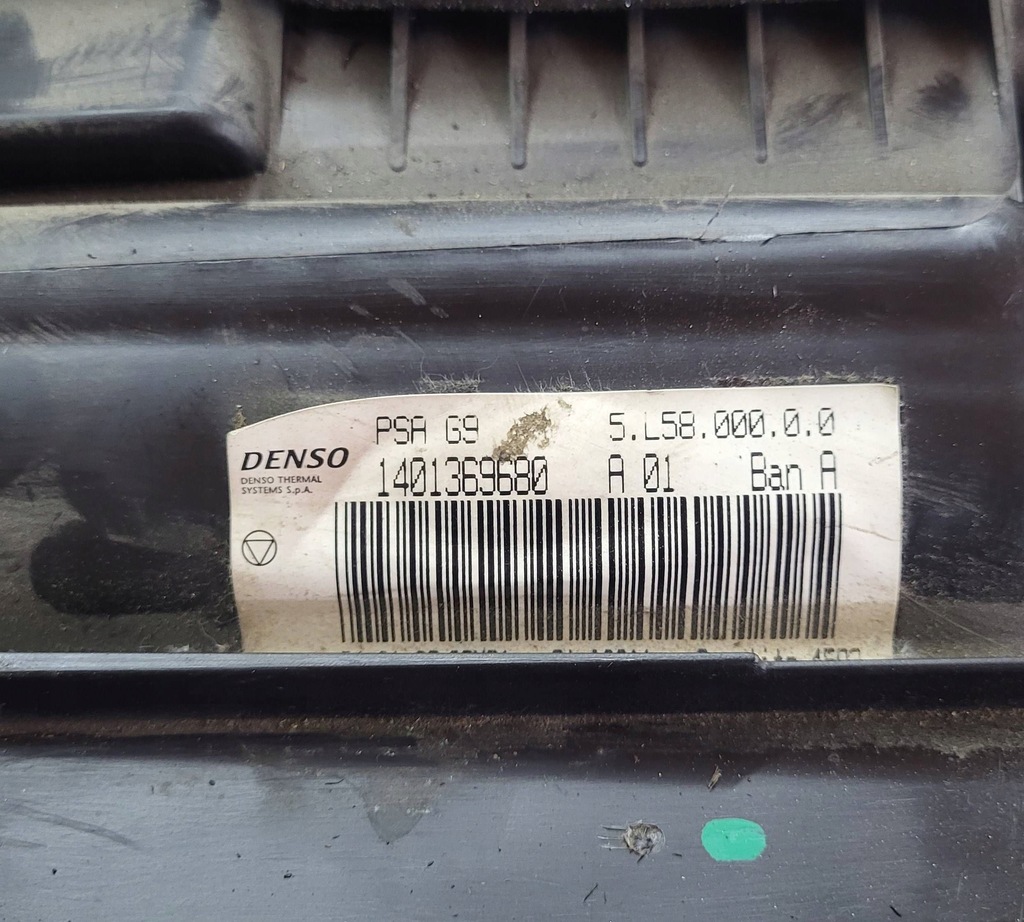 PSA G9 5.L58.000.0.0
DENSO
1401369680 A 01 Ban A
DENSO THERMAL
SYSTEMS S.p.A.